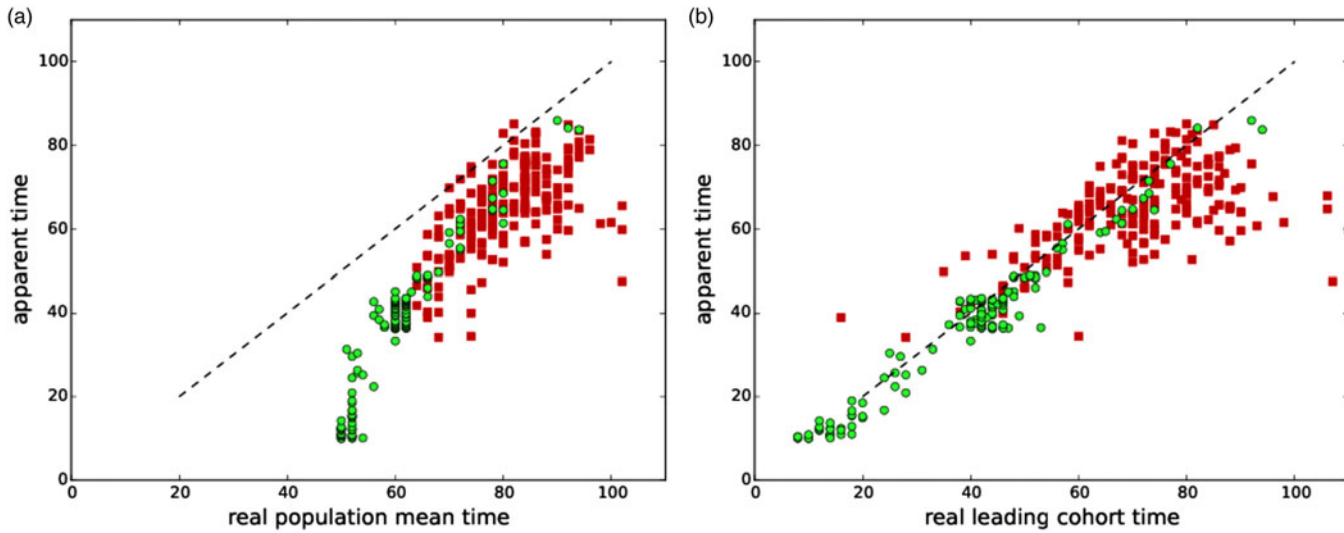 (a)
100
80
60
40
20
0
0 20 40 60 80 100
apparent time
real population mean time
(b)
100
80
60
40
20
0
0 20 40 60 80 100
apparent time
real leading cohort time